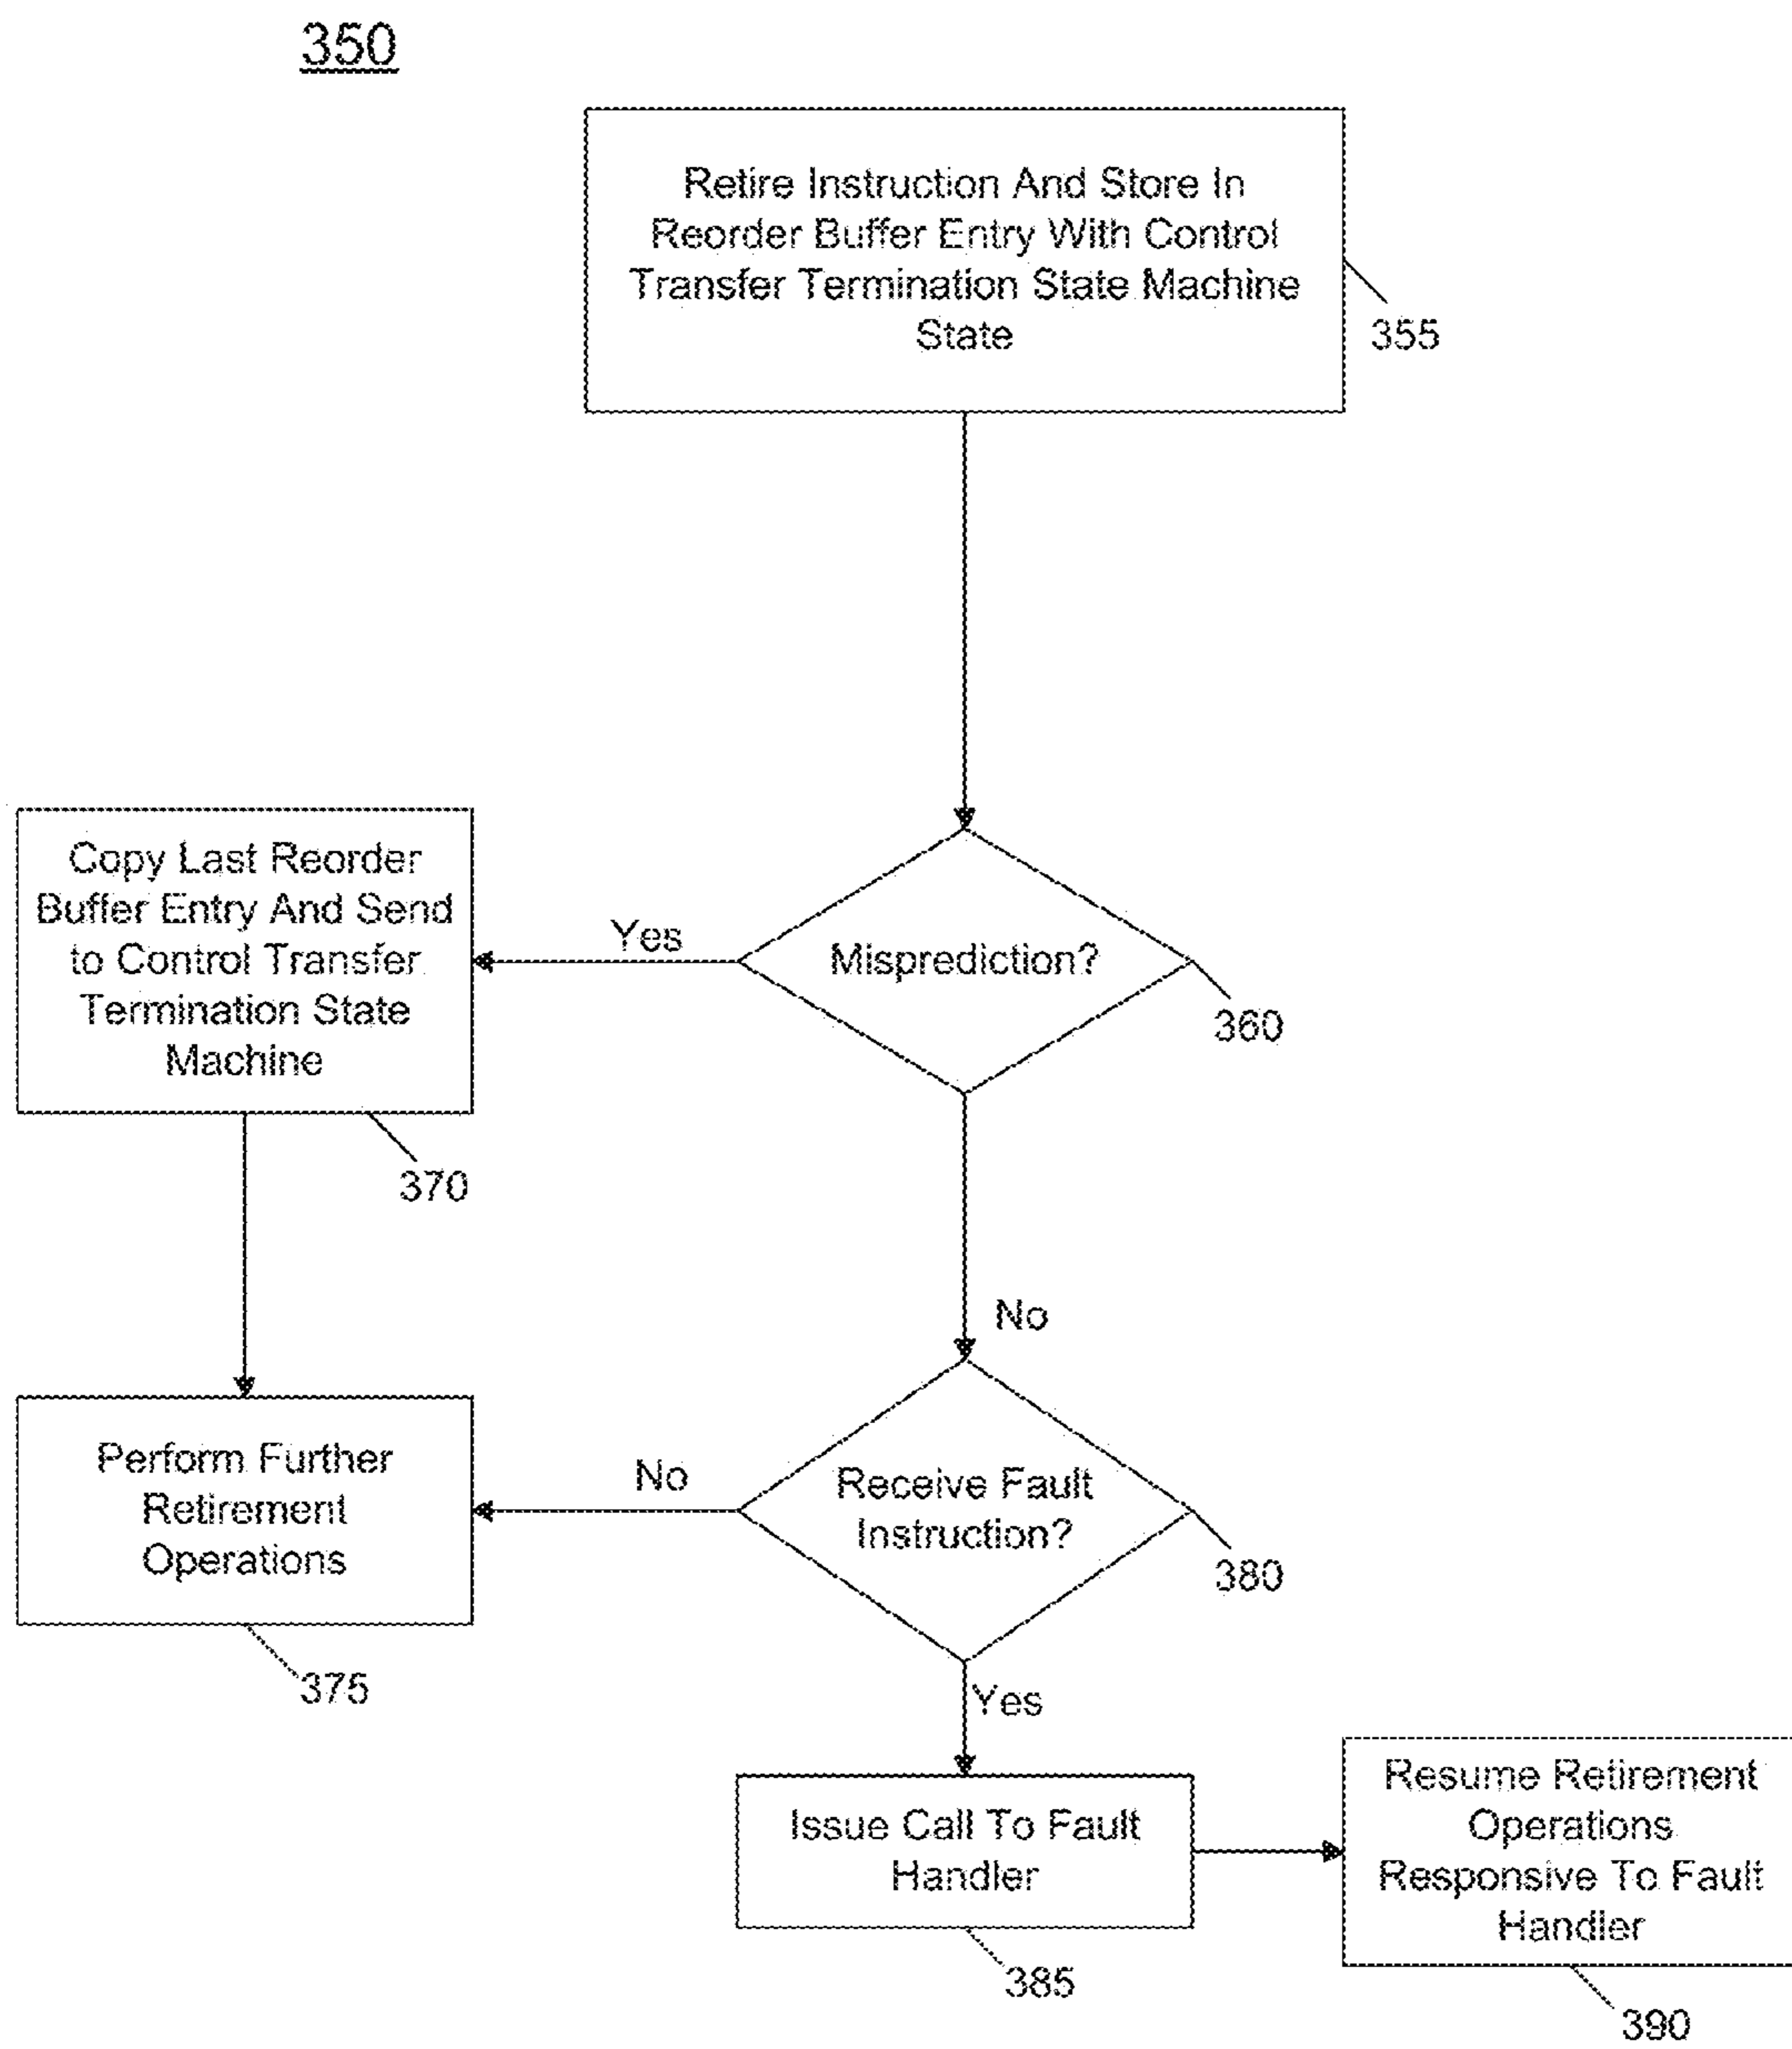 350
Retire Instruction And Store In
Reorder Buffer Entry With Control
Transfer Termination State Machine
State
355
Copy Last Reorder
Buffer Entry And Send
to Control Transfer
Termination State
Machine
370
Yes
Misprediction?
360
No
Perform Further
Retirement
Operations
375
No
Receive Fault
Instruction?
380
Yes
Issue Call To Fault
Handler
385
Resume Retirement
Operations
Responsive To Fault
Handler
390